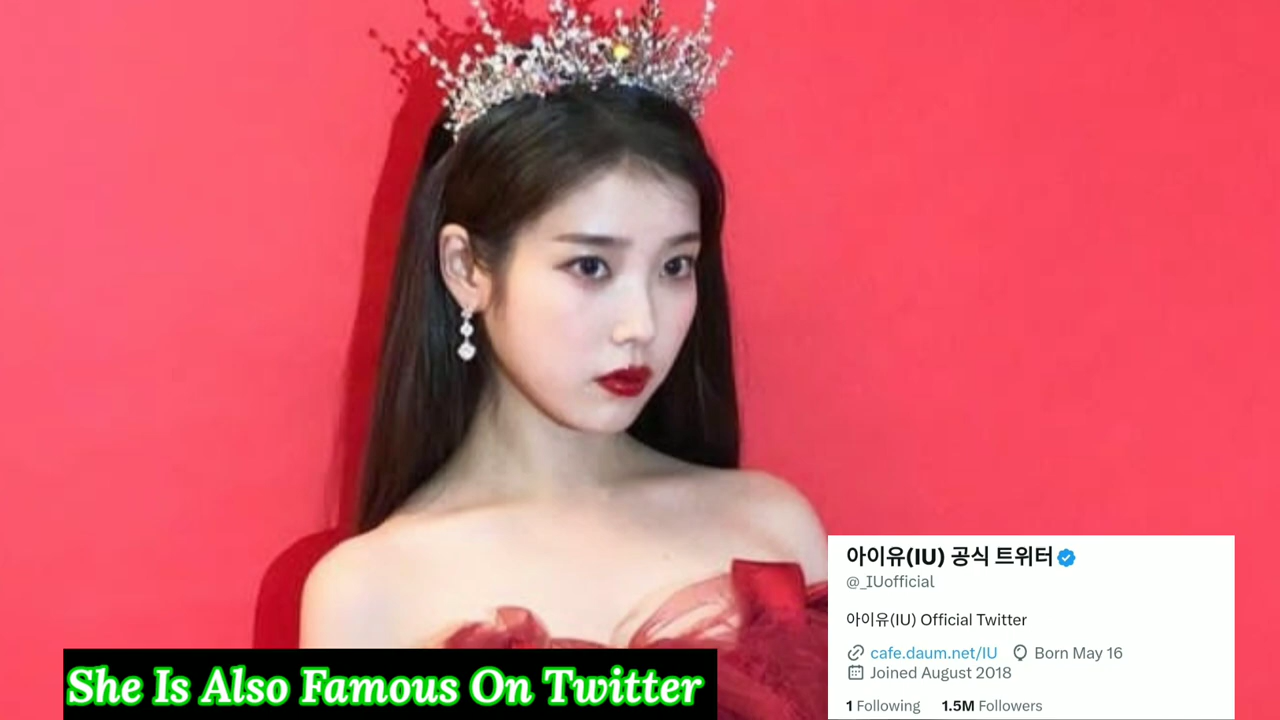 아이유(IU) 공식 트위터
@_IUofficial
아이유(IU) Official Twitter
cafe.daum.net/IU Born May 16
Joined August 2018
1 Following 1.5M Followers
She Is Also Famous On Twitter